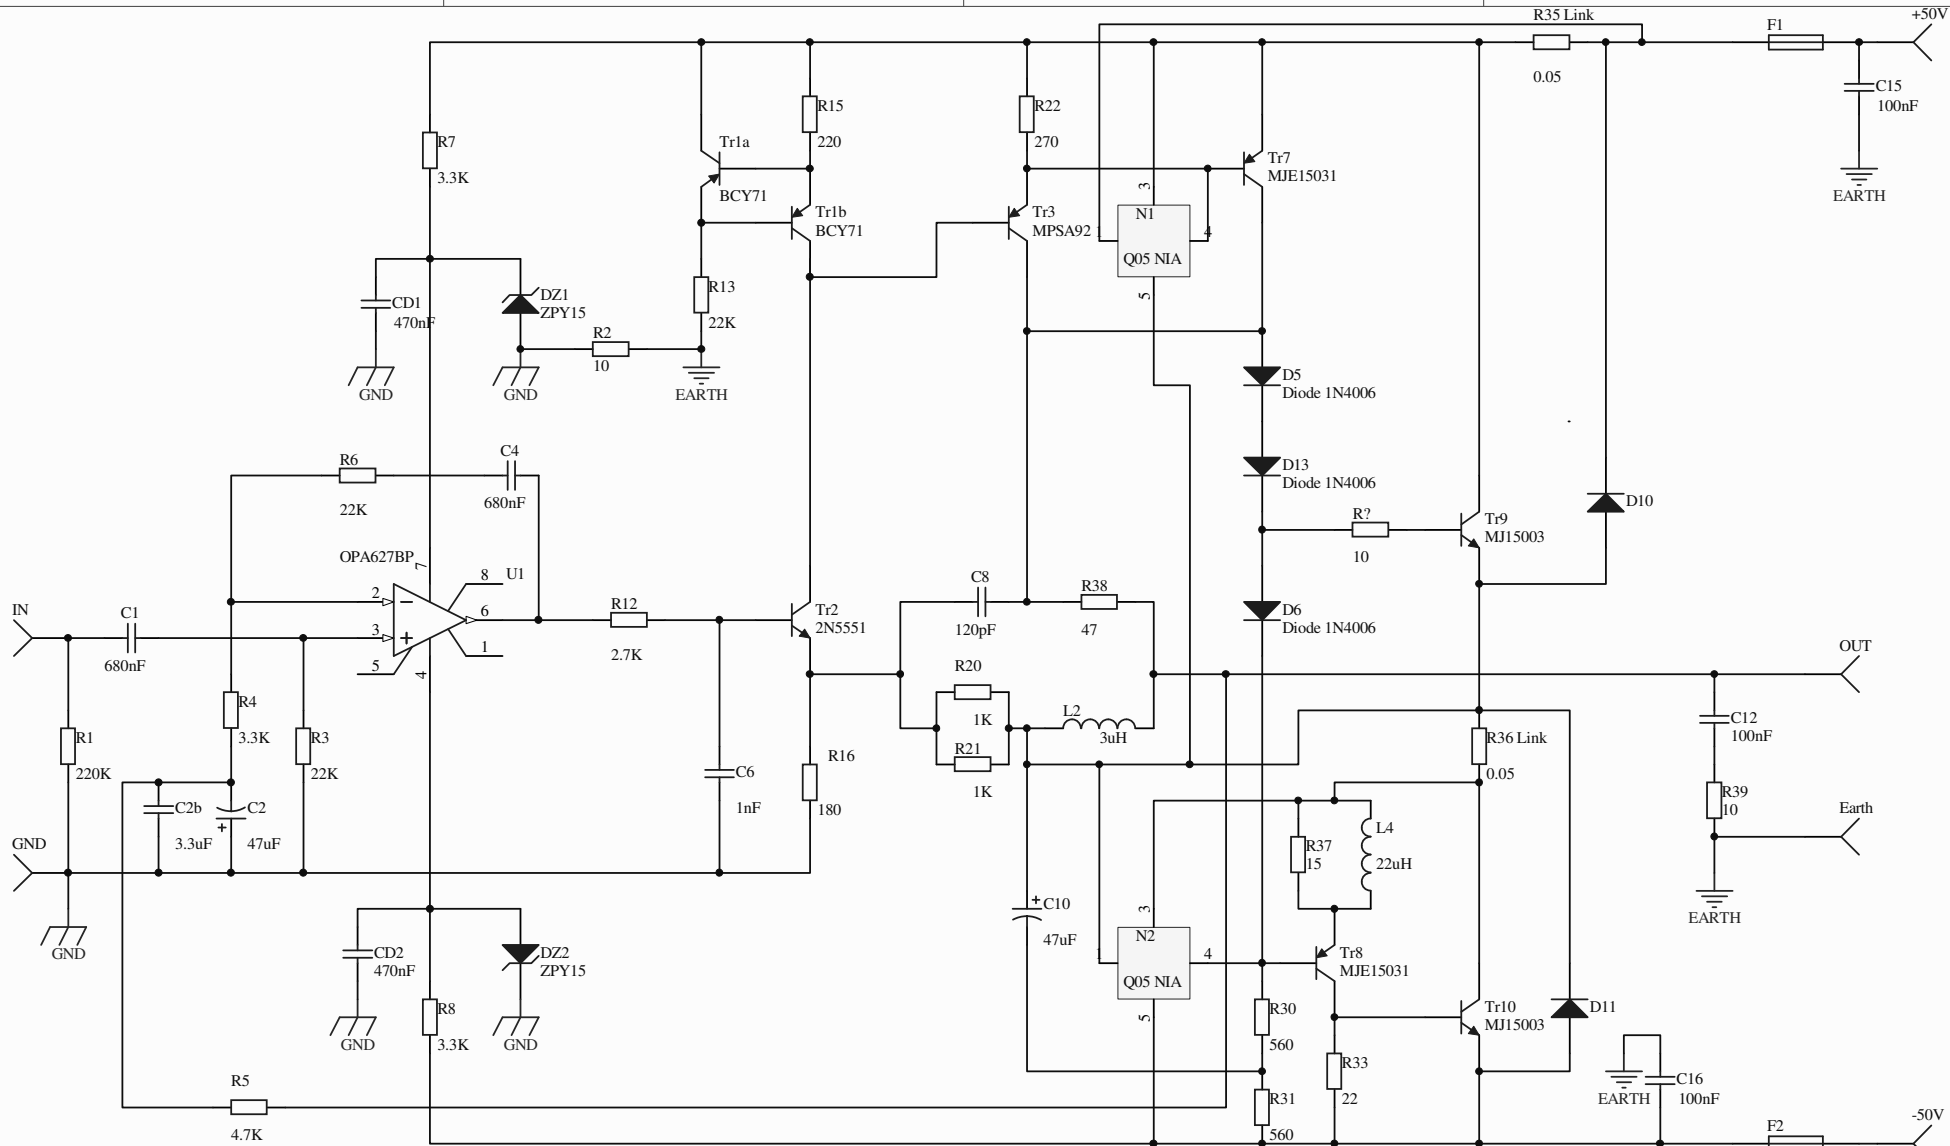 R35 Link
F1
+50V
0.05
C15
100nF
EARTH
R7
3.3K
Tr1a
BCY71
R15
220
Tr1b
BCY71
R22
270
Tr3
MPSA92
1
3
N1
4
Q05 NIA
5
Tr7
MJE15031
CD1
470nF
GND
DZ1
ZPY15
GND
R2
10
R13
22K
EARTH
D5
Diode 1N4006
D13
Diode 1N4006
R?
10
Tr9
MJ15003
D10
R6
22K
C4
680nF
OPA627BP
7
8
U1
2
6
3
1
5
4
IN
C1
680nF
R12
2.7K
Tr2
2N5551
C8
120pF
R38
47
D6
Diode 1N4006
OUT
R20
1K
R21
1K
L2
3uH
R4
3.3K
R1
220K
R3
22K
C2b
3.3uF
C2
+
47uF
C6
1nF
R16
180
R36 Link
0.05
C12
100nF
R39
10
Earth
EARTH
GND
GND
R37
15
L4
22uH
+
C10
47uF
3
N2
1
4
Q05 NIA
5
Tr8
MJE15031
CD2
470nF
GND
DZ2
ZPY15
GND
R8
3.3K
R30
560
R33
22
Tr10
MJ15003
D11
EARTH
C16
100nF
R5
4.7K
R31
560
F2
-50V